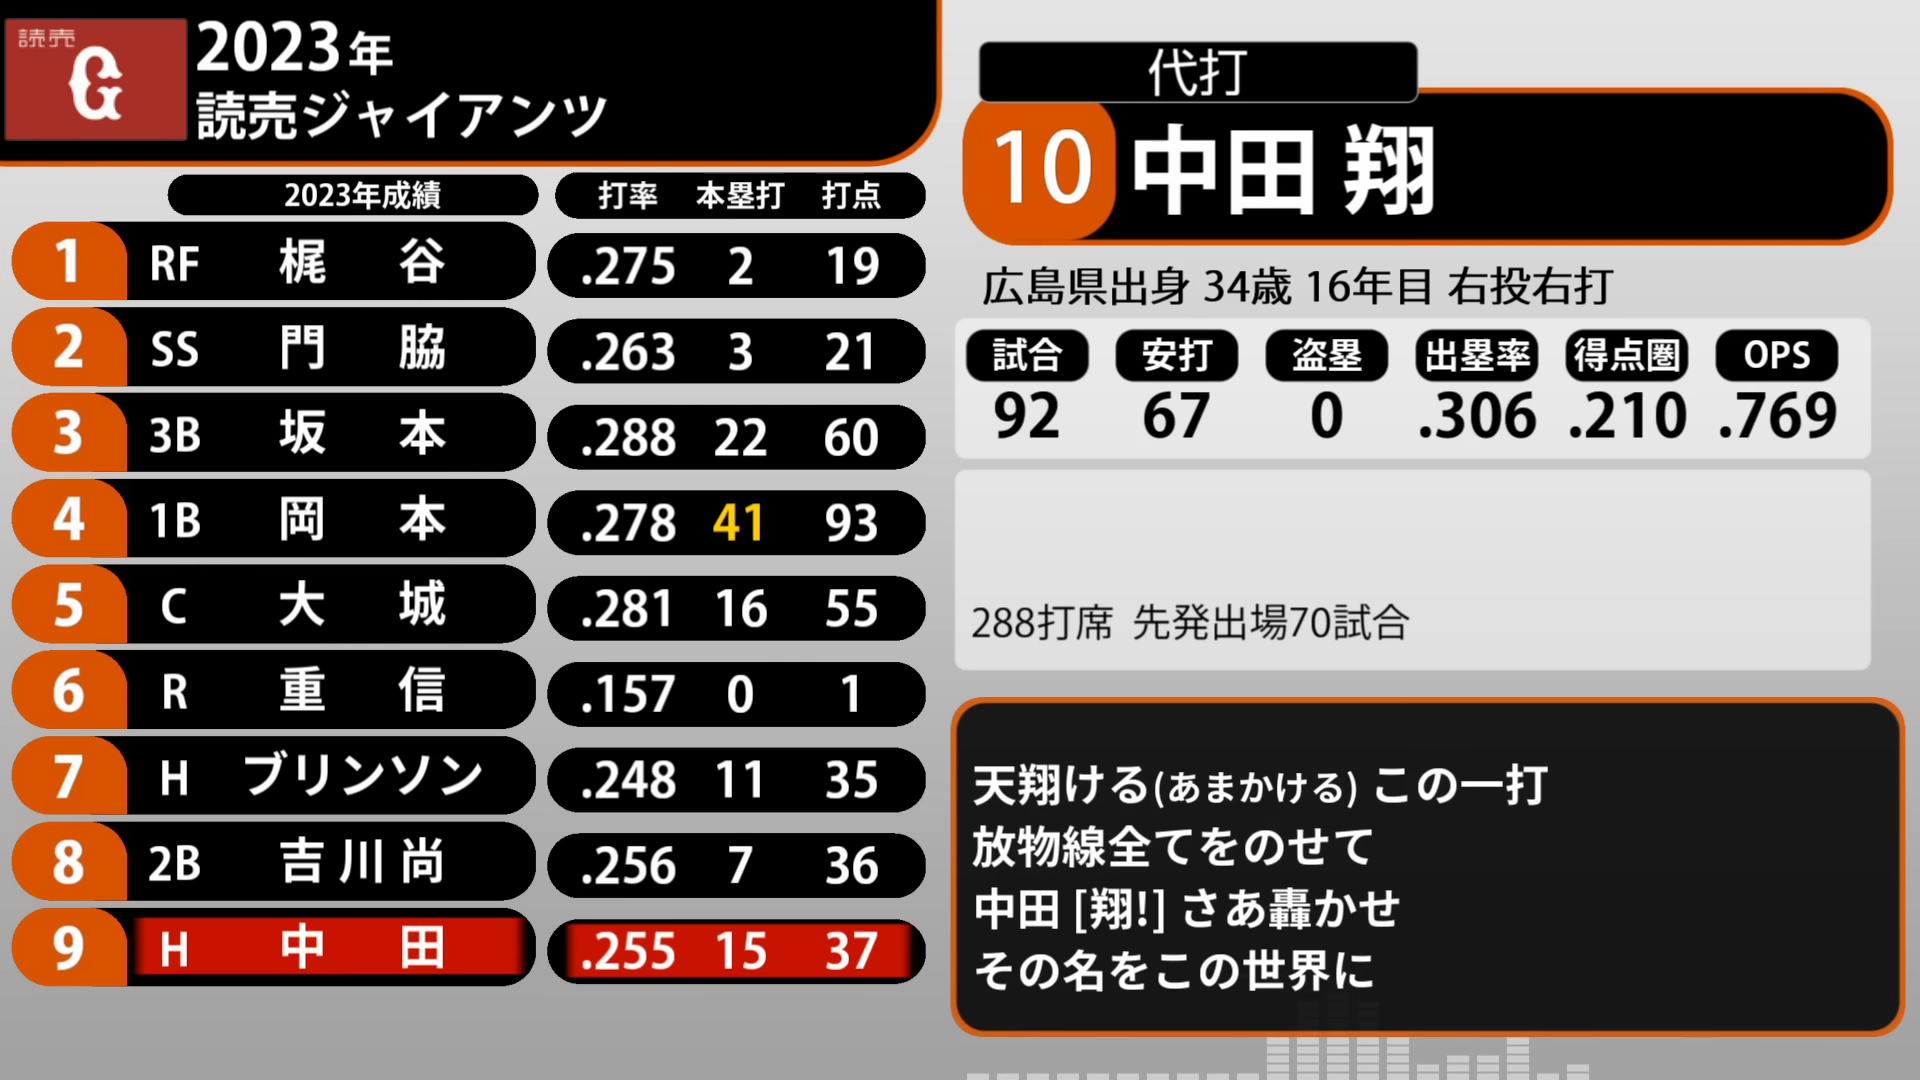 読売
G
2023年
読売ジャイアンツ
2023年成績 打率 本塁打 打点
1 RF 梶谷 .275 2 19
2 SS 門脇 .263 3 21
3 3B 坂本 .288 22 60
4 1B 岡本 .278 41 93
5 C 大城 .281 16 55
6 R 重信 .157 0 1
7 H ブリンソン .248 11 35
8 2B 吉川尚 .256 7 36
9 H 中田 .255 15 37
代打
10 中田 翔
広島県出身 34歳 16年目 右投右打
試合 安打 盗塁 出塁率 得点圏 OPS
92 67 0 .306 .210 .769
288打席 先発出場70試合
天翔ける(あまかける) この一打
放物線全てをのせて
中田 [翔!] さあ轟かせ
その名をこの世界に